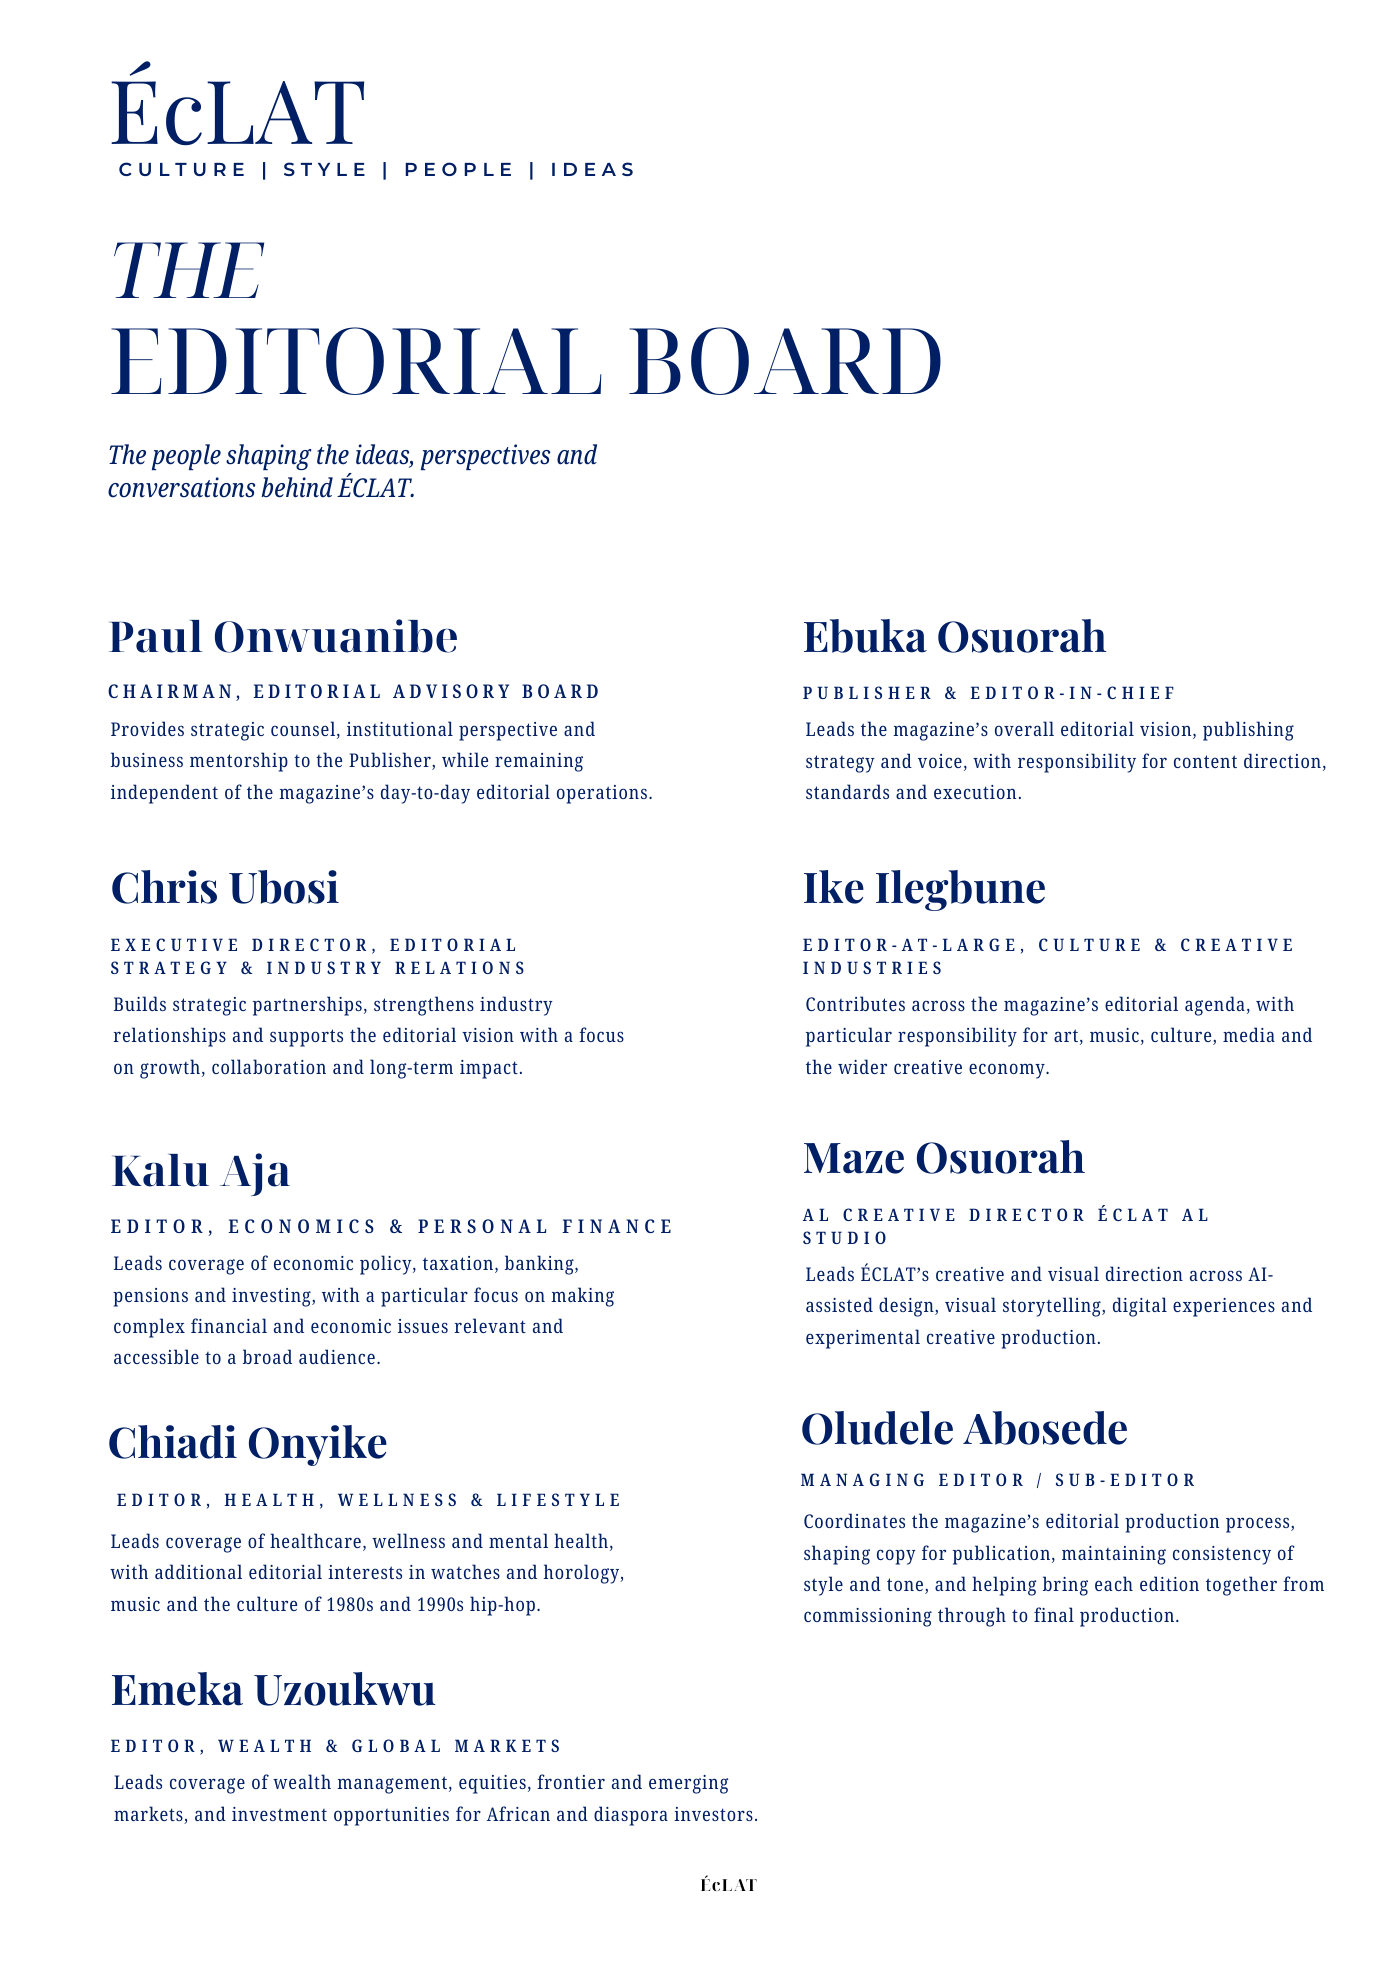 ÉcLAT
CULTURE | STYLE | PEOPLE | IDEAS
THE
EDITORIAL BOARD
The people shaping the ideas, perspectives and
conversations behind ÉCLAT.
Paul Onwuanibe
CHAIRMAN, EDITORIAL ADVISORY BOARD
Provides strategic counsel, institutional perspective and
business mentorship to the Publisher, while remaining
independent of the magazine’s day-to-day editorial operations.
Chris Ubosi
EXECUTIVE DIRECTOR, EDITORIAL
STRATEGY & INDUSTRY RELATIONS
Builds strategic partnerships, strengthens industry
relationships and supports the editorial vision with a focus
on growth, collaboration and long-term impact.
Kalu Aja
EDITOR, ECONOMICS & PERSONAL FINANCE
Leads coverage of economic policy, taxation, banking,
pensions and investing, with a particular focus on making
complex financial and economic issues relevant and
accessible to a broad audience.
Chiadi Onyike
EDITOR, HEALTH, WELLNESS & LIFESTYLE
Leads coverage of healthcare, wellness and mental health,
with additional editorial interests in watches and horology,
music and the culture of 1980s and 1990s hip-hop.
Emeka Uzoukwu
EDITOR, WEALTH & GLOBAL MARKETS
Leads coverage of wealth management, equities, frontier and emerging
markets, and investment opportunities for African and diaspora investors.
Ebuka Osuorah
PUBLISHER & EDITOR-IN-CHIEF
Leads the magazine’s overall editorial vision, publishing
strategy and voice, with responsibility for content direction,
standards and execution.
Ike Ilegbune
EDITOR-AT-LARGE, CULTURE & CREATIVE
INDUSTRIES
Contributes across the magazine’s editorial agenda, with
particular responsibility for art, music, culture, media and
the wider creative economy.
Maze Osuorah
AL CREATIVE DIRECTOR ÉCLAT AL
STUDIO
Leads ÉCLAT’s creative and visual direction across AI-
assisted design, visual storytelling, digital experiences and
experimental creative production.
Oludele Abosede
MANAGING EDITOR / SUB-EDITOR
Coordinates the magazine’s editorial production process,
shaping copy for publication, maintaining consistency of
style and tone, and helping bring each edition together from
commissioning through to final production.
ÉcLAT